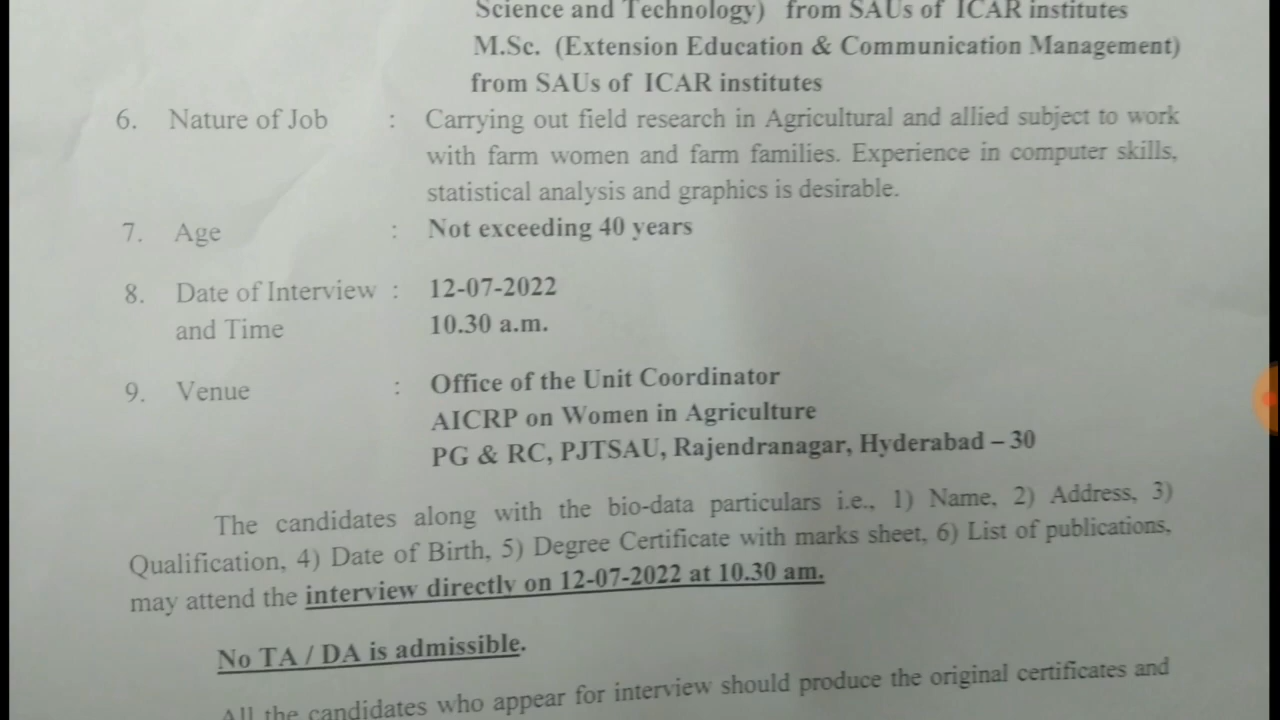 Science and Technology) from SAUs of ICAR institutes
M.Sc. (Extension Education & Communication Management)
from SAUs of ICAR institutes
6. Nature of Job : Carrying out field research in Agricultural and allied subject to work
with farm women and farm families. Experience in computer skills,
statistical analysis and graphics is desirable.
7. Age : Not exceeding 40 years
8. Date of Interview : 12-07-2022
and Time 10.30 a.m.
9. Venue : Office of the Unit Coordinator
AICRP on Women in Agriculture
PG & RC, PJTSAU, Rajendranagar, Hyderabad – 30
The candidates along with the bio-data particulars i.e., 1) Name, 2) Address, 3)
Qualification, 4) Date of Birth, 5) Degree Certificate with marks sheet, 6) List of publications,
may attend the interview directly on 12-07-2022 at 10.30 am.
No TA / DA is admissible.
All the candidates who appear for interview should produce the original certificates and